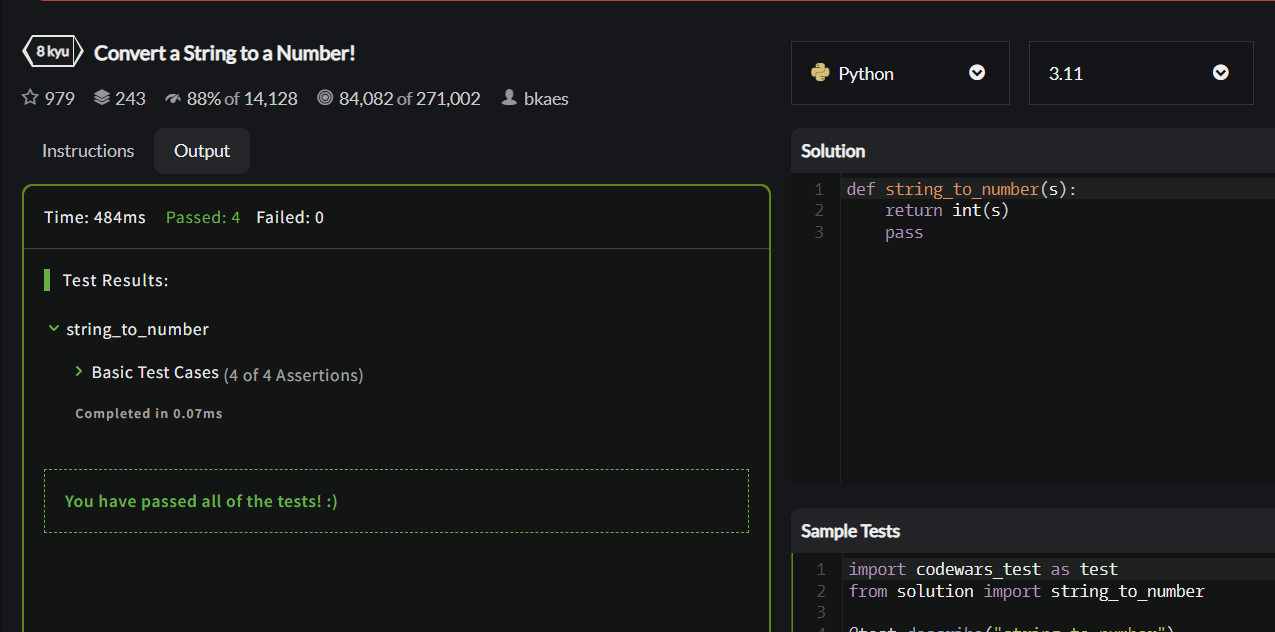 8 kyu Convert a String to a Number!
979 243 88% of 14,128 84,082 of 271,002 bkaes
Python
3.11
Instructions Output
Time: 484ms Passed: 4 Failed: 0
Test Results:
string_to_number
Basic Test Cases (4 of 4 Assertions)
Completed in 0.07ms
You have passed all of the tests! :)
Solution
1 def string_to_number(s):
2 return int(s)
3 pass
Sample Tests
1 import codewars_test as test
2 from solution import string_to_number
3
4 @test.describe("string_to_number")